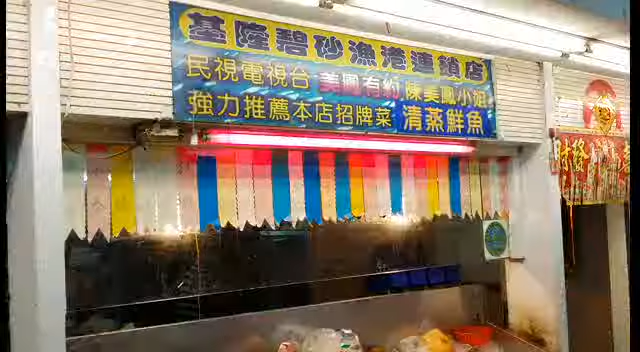 基隆碧砂漁港連鎖店
民視電視台 美鳳有約 陳美鳳小姐
強力推薦本店招牌菜 清蒸鮮魚